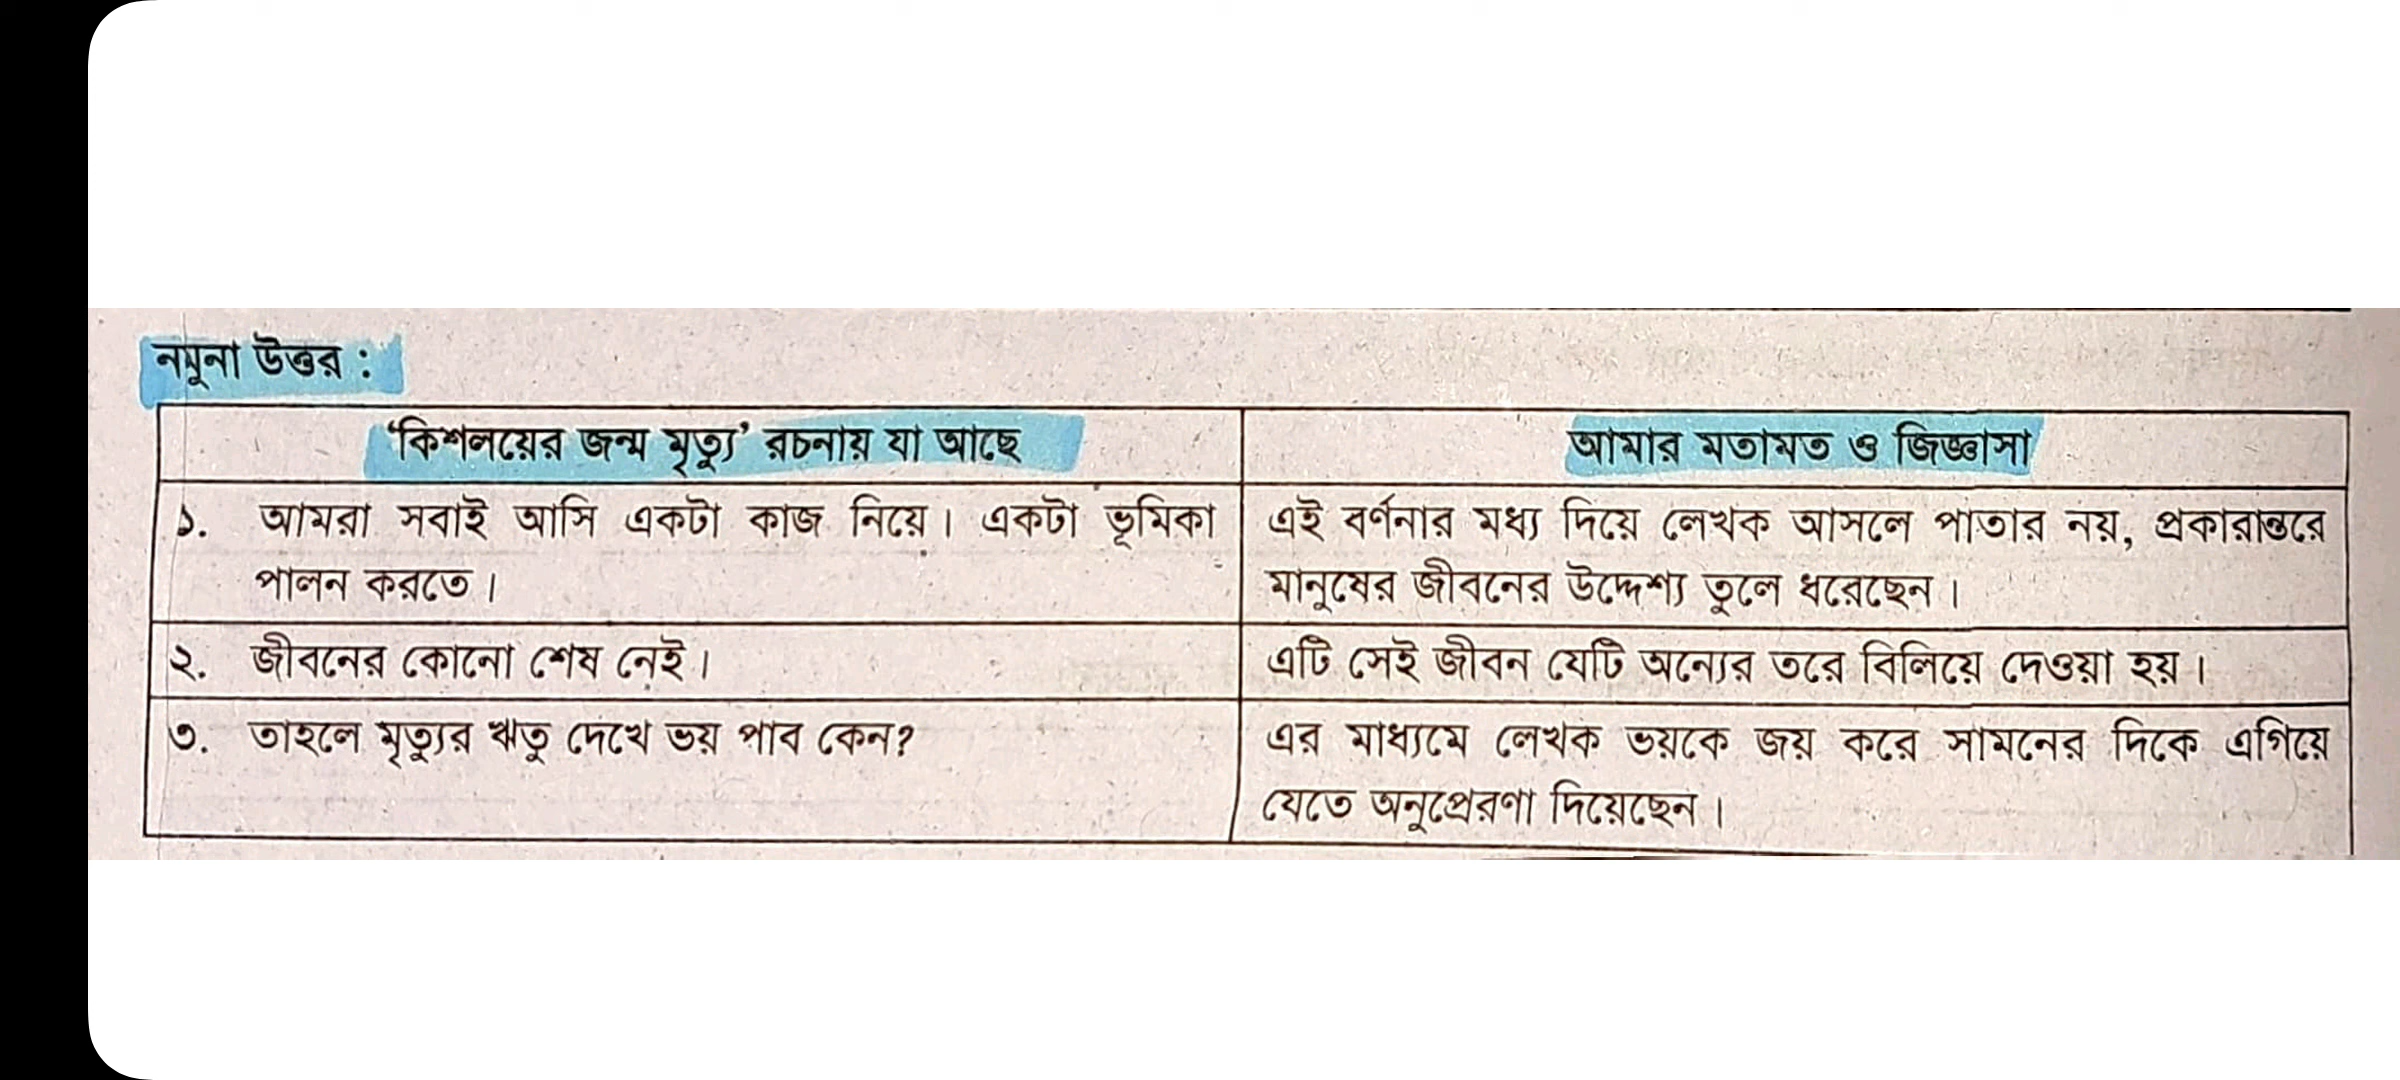 নমুনা উত্তর :
‘কিশলয়ের জন্ম মৃত্যু’ রচনায় যা আছে
আমার মতামত ও জিজ্ঞাসা
১. আমরা সবাই আসি একটা কাজ নিয়ে। একটা ভূমিকা
পালন করতে।
এই বর্ণনার মধ্য দিয়ে লেখক আসলে পাতার নয়, প্রকারান্তরে
মানুষের জীবনের উদ্দেশ্য তুলে ধরেছেন।
২. জীবনের কোনো শেষ নেই।
এটি সেই জীবন যেটি অন্যের তরে বিলিয়ে দেওয়া হয়।
৩. তাহলে মৃত্যুর ঋতু দেখে ভয় পাব কেন?
এর মাধ্যমে লেখক ভয়কে জয় করে সামনের দিকে এগিয়ে
যেতে অনুপ্রেরণা দিয়েছেন।